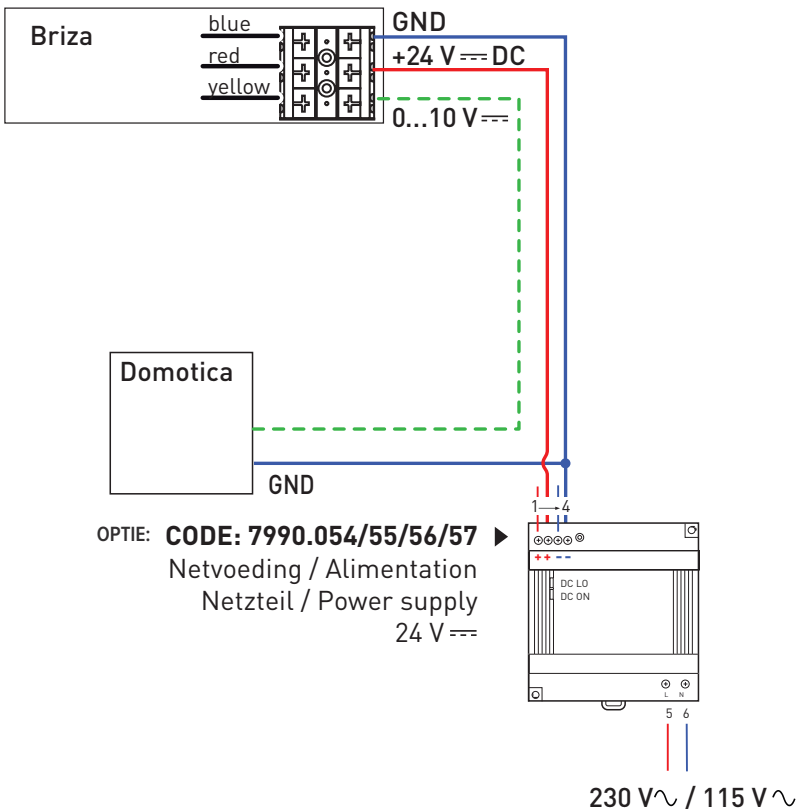 Briza
blue
red
yellow
GND
+24 V ⎓ DC
0...10 V ⎓
Domotica
GND
1→4
OPTIE: CODE: 7990.054/55/56/57 ▶
Netvoeding / Alimentation
Netzteil / Power supply
24 V ⎓
++--
DC LO
DC ON
L N
5 6
230 V∿ / 115 V∿